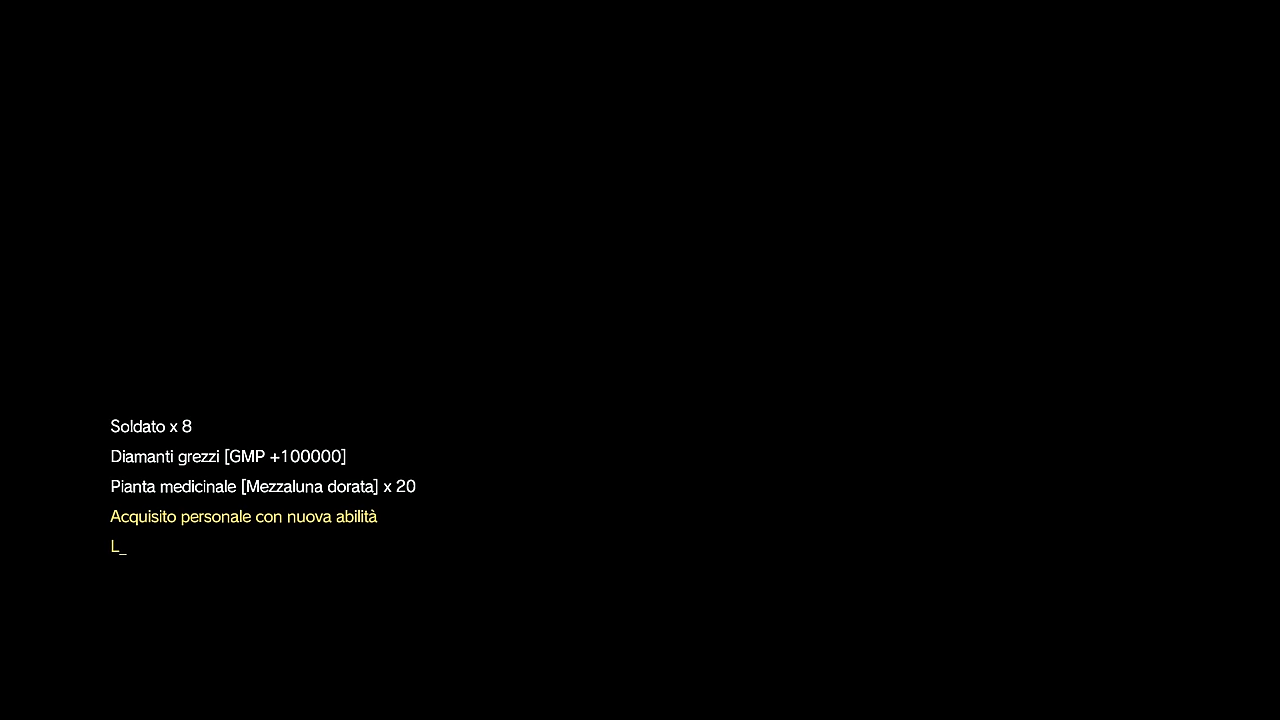 Soldato x 8
Diamanti grezzi [GMP +100000]
Pianta medicinale [Mezzaluna dorata] x 20
Acquisito personale con nuova abilità
L_